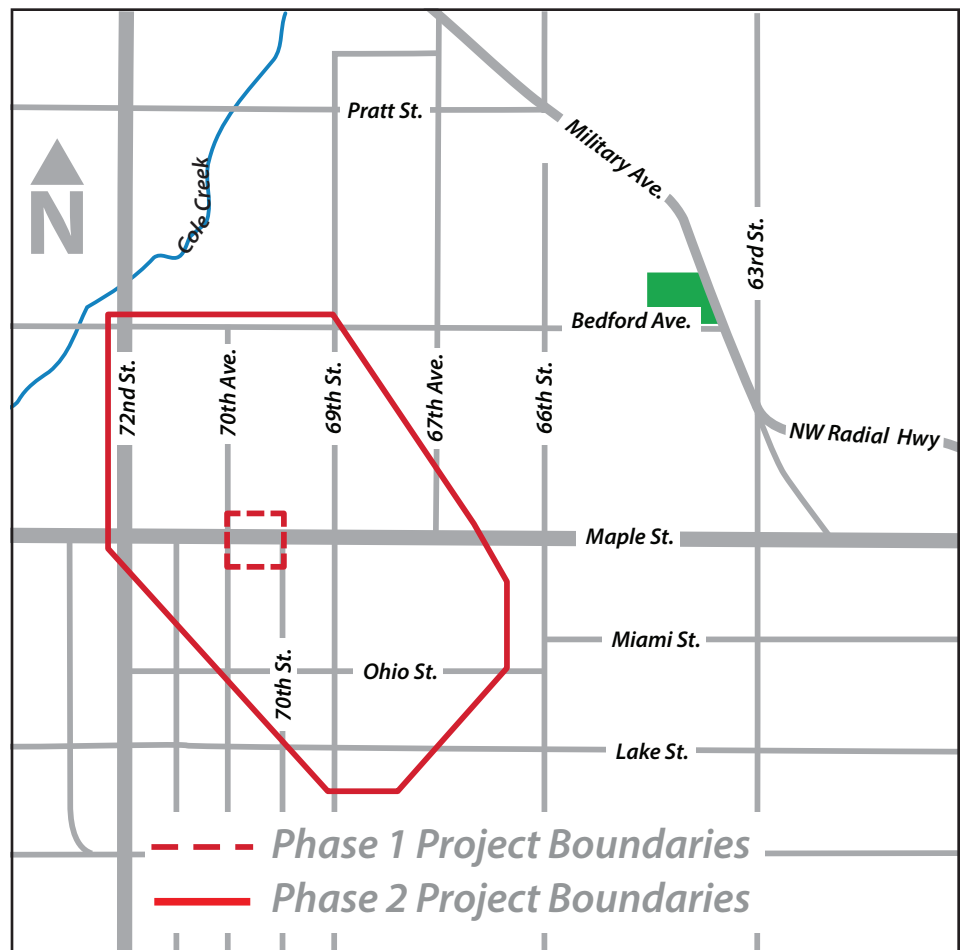 Pratt St.
Military Ave.
N
Cole Creek
63rd St.
Bedford Ave.
72nd St.
70th Ave.
69th St.
67th Ave.
66th St.
NW Radial Hwy
Maple St.
Miami St.
70th St.
Ohio St.
Lake St.
Phase 1 Project Boundaries
Phase 2 Project Boundaries